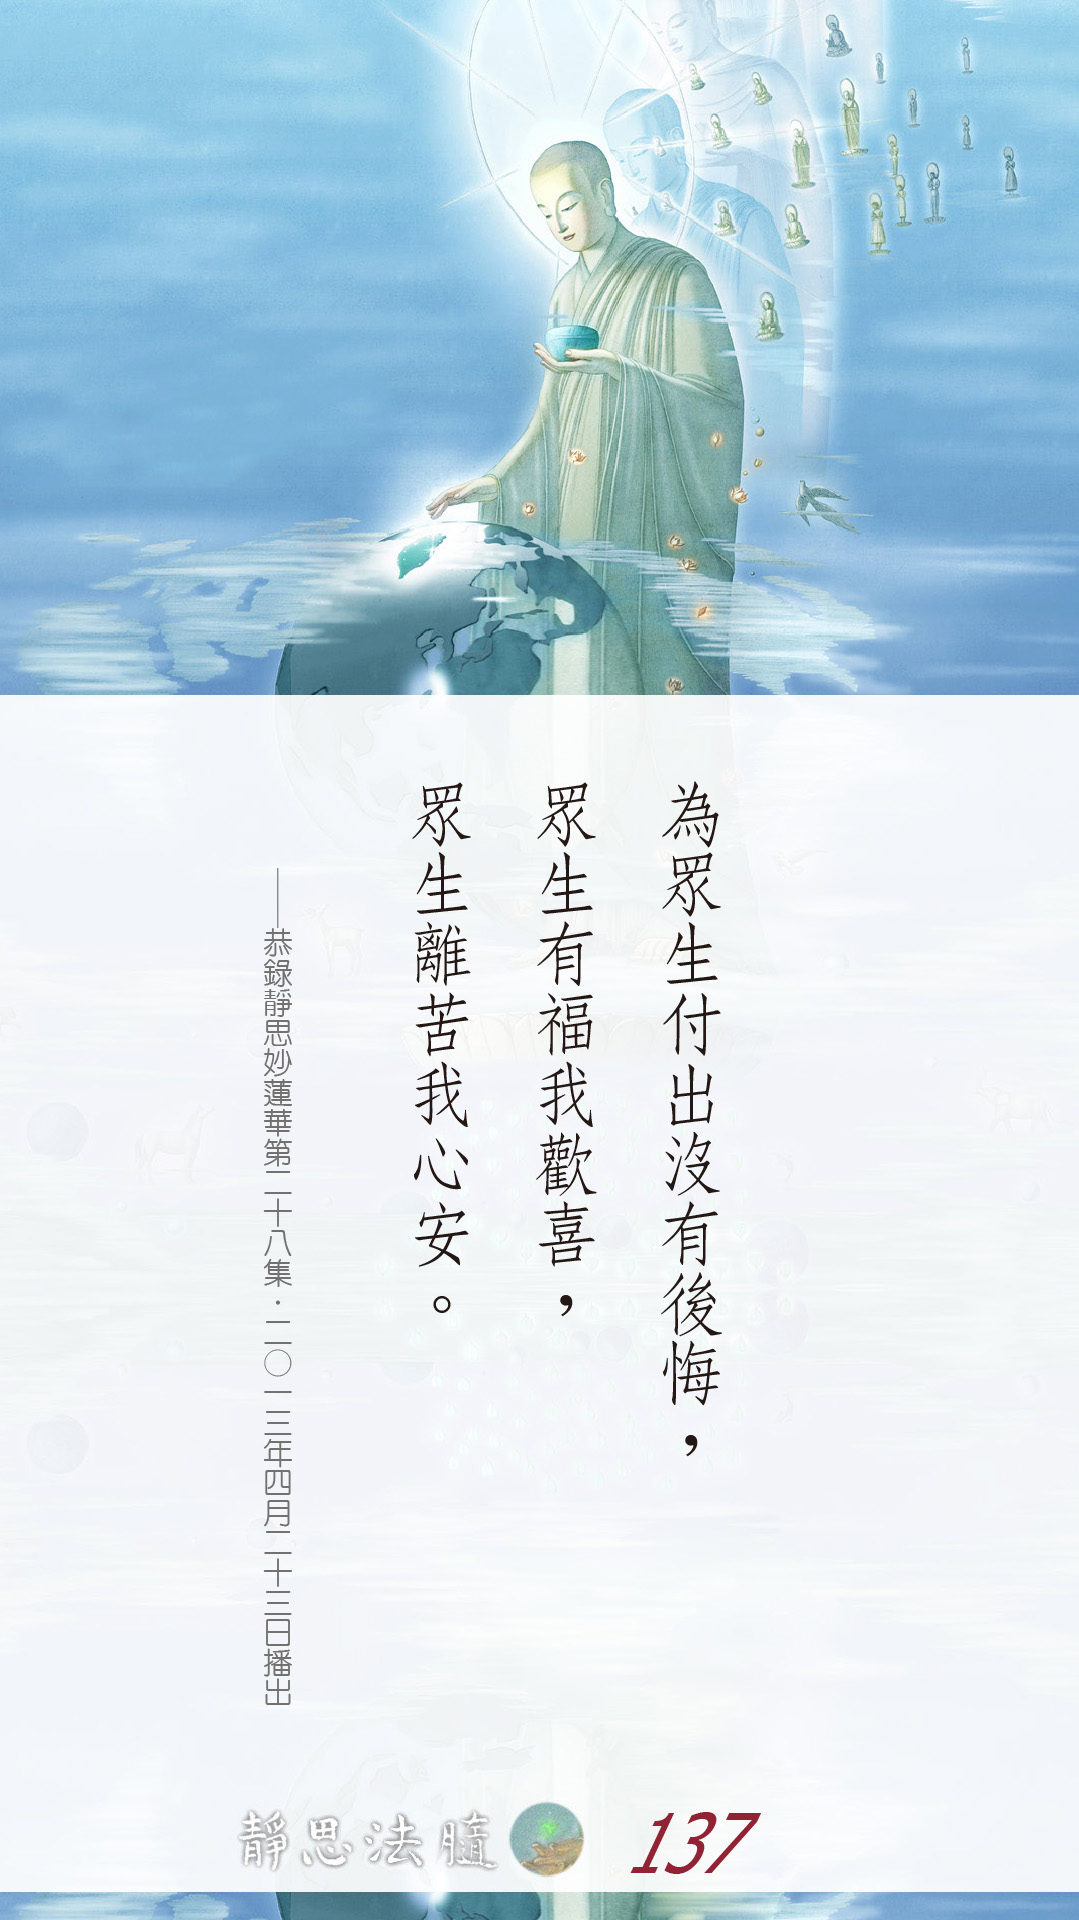 為眾生付出沒有後悔，
眾生有福我歡喜，
眾生離苦我心安。
——恭錄靜思妙蓮華第二十八集．二〇一三年四月二十三日播出
靜思法髓
137